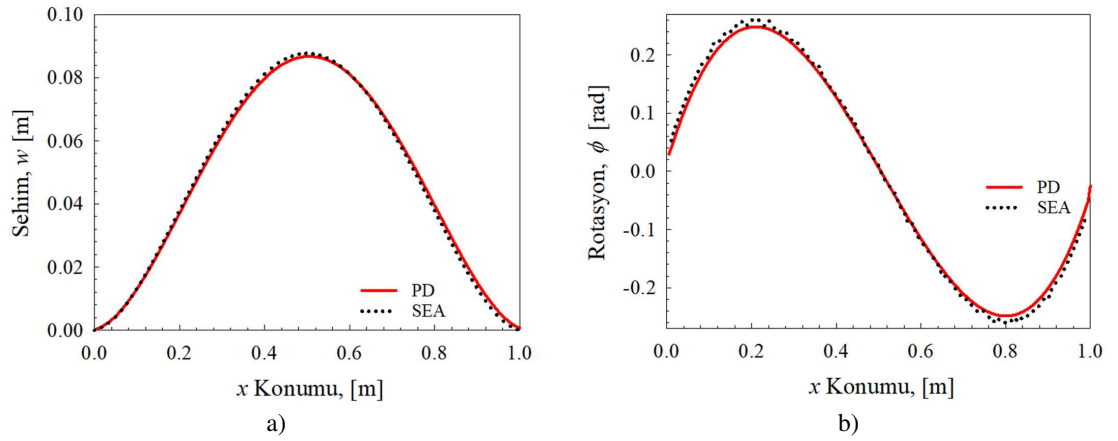 0.10
0.08
0.06
0.04
0.02
0.00
Sehim, w [m]
PD
SEA
0.0 0.2 0.4 0.6 0.8 1.0
x Konumu, [m]
a)
0.2
0.1
0.0
-0.1
-0.2
Rotasyon, ϕ [rad]
PD
SEA
0.0 0.2 0.4 0.6 0.8 1.0
x Konumu, [m]
b)